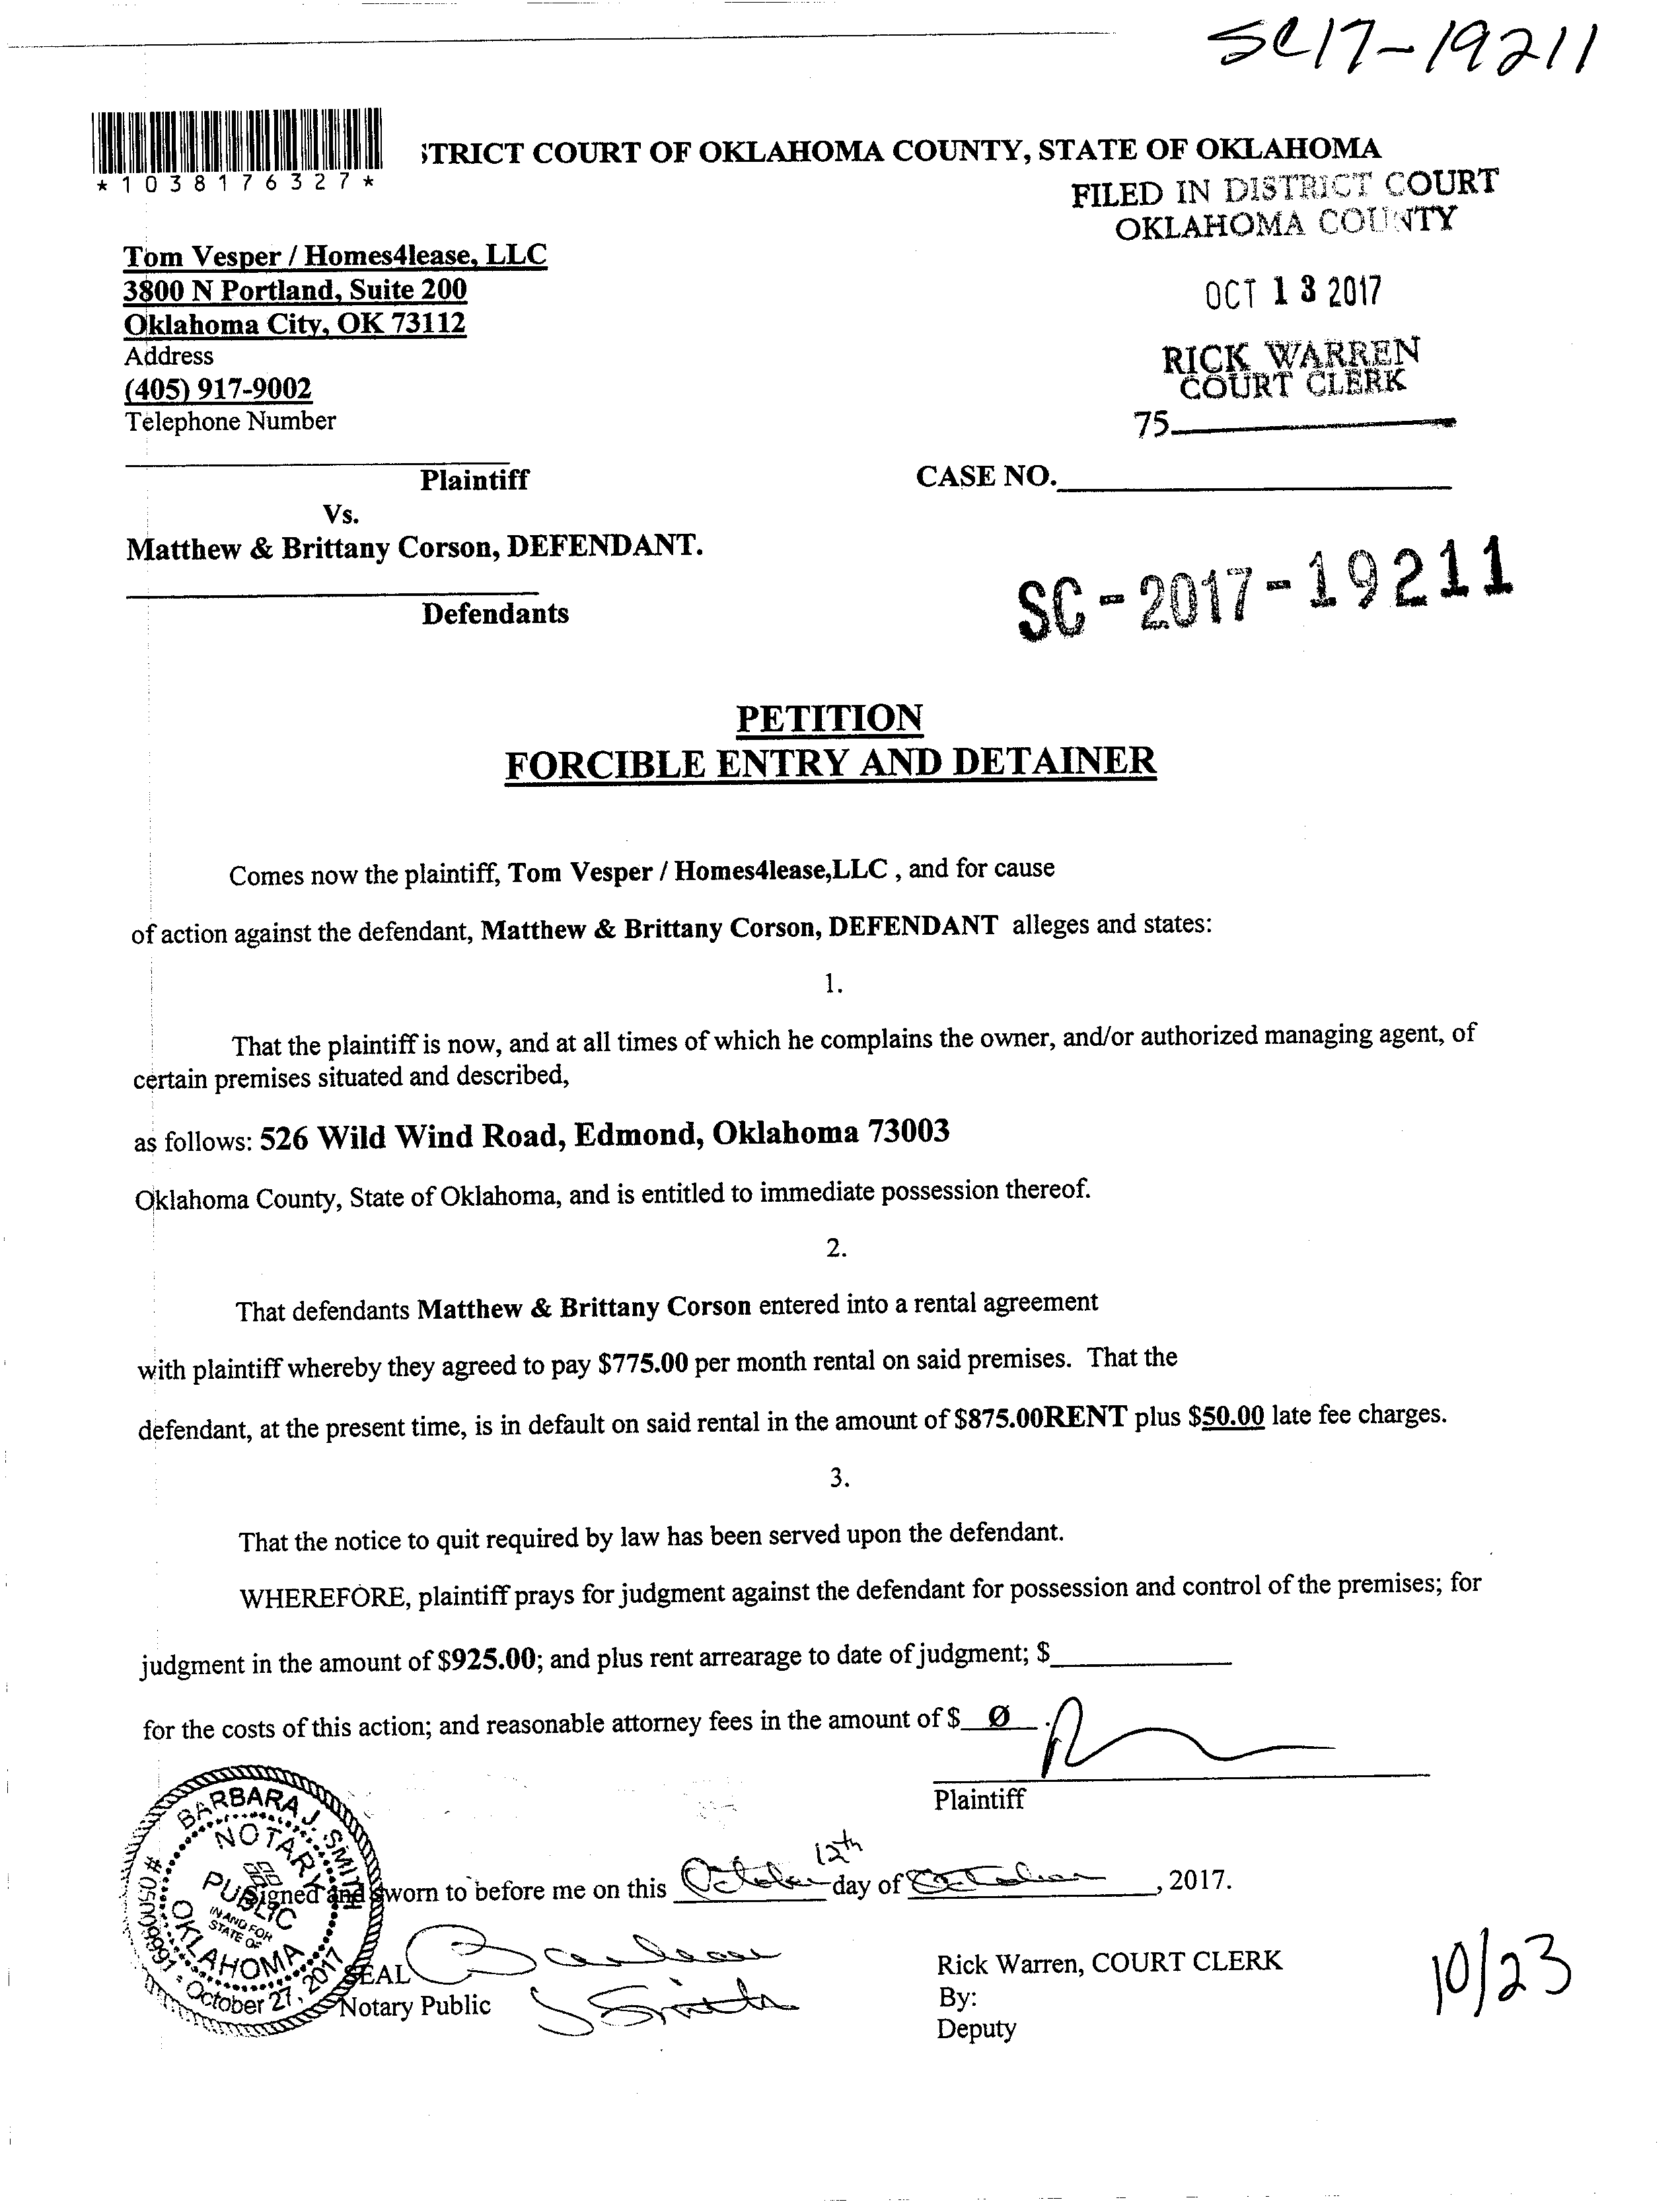 SC17-19211
*1038176327*
STRICT COURT OF OKLAHOMA COUNTY, STATE OF OKLAHOMA
FILED IN DISTRICT COURT
OKLAHOMA COUNTY
Tom Vesper / Homes4lease, LLC
3800 N Portland, Suite 200
Oklahoma City, OK 73112
Address
(405) 917-9002
Telephone Number
OCT 13 2017
RICK WARREN
COURT CLERK
75
Plaintiff
CASE NO.
Vs.
Matthew & Brittany Corson, DEFENDANT.
Defendants
SC-2017-19211
PETITION
FORCIBLE ENTRY AND DETAINER
Comes now the plaintiff, Tom Vesper / Homes4lease,LLC , and for cause
of action against the defendant, Matthew & Brittany Corson, DEFENDANT alleges and states:
1.
That the plaintiff is now, and at all times of which he complains the owner, and/or authorized managing agent, of
certain premises situated and described,
as follows: 526 Wild Wind Road, Edmond, Oklahoma 73003
Oklahoma County, State of Oklahoma, and is entitled to immediate possession thereof.
2.
That defendants Matthew & Brittany Corson entered into a rental agreement
with plaintiff whereby they agreed to pay $775.00 per month rental on said premises. That the
defendant, at the present time, is in default on said rental in the amount of $875.00RENT plus $50.00 late fee charges.
3.
That the notice to quit required by law has been served upon the defendant.
WHEREFORE, plaintiff prays for judgment against the defendant for possession and control of the premises; for
judgment in the amount of $925.00; and plus rent arrearage to date of judgment; $
for the costs of this action; and reasonable attorney fees in the amount of $ Ø .
Plaintiff
12th
Signed and sworn to before me on this October day of October, 2017.
BARBARA J. SMITH
NOTARY
PUBLIC
IN AND FOR
STATE OF
OKLAHOMA
# 05009991 - October 27, 2017
SEAL Barbara
Notary Public J Smith
Rick Warren, COURT CLERK
By:
Deputy
10/23